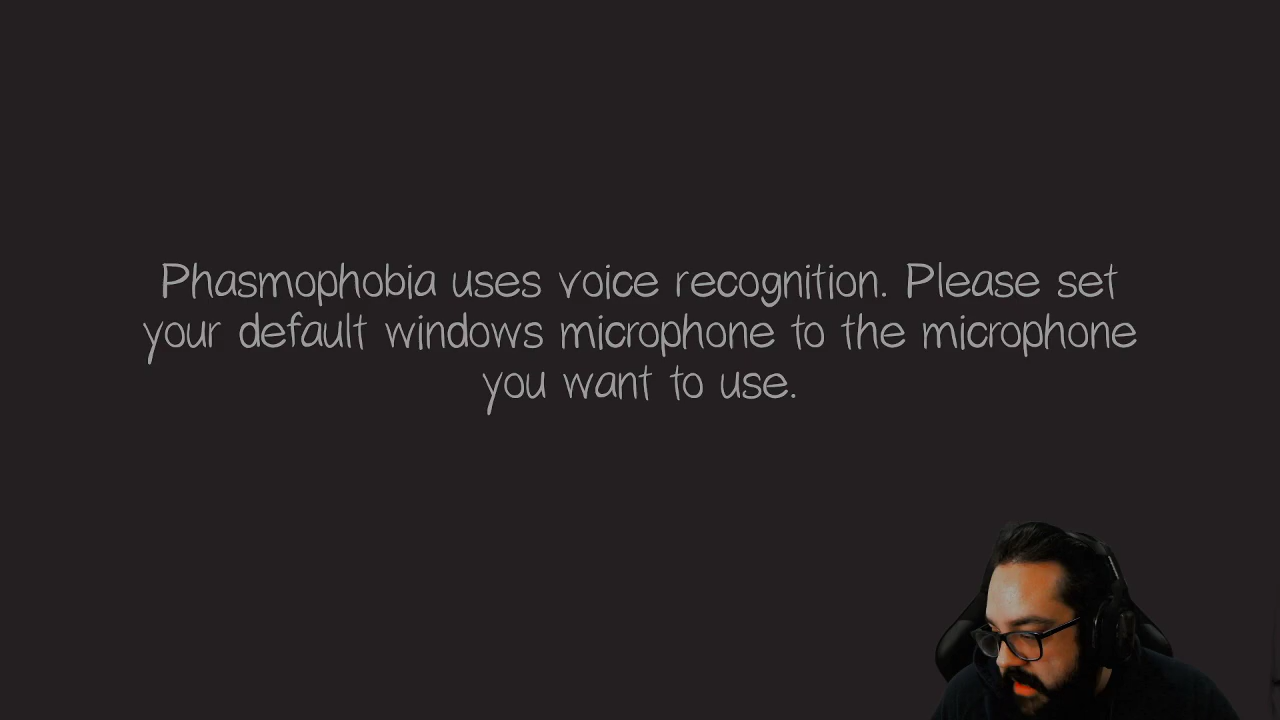 Phasmophobia uses voice recognition. Please set
your default windows microphone to the microphone
you want to use.